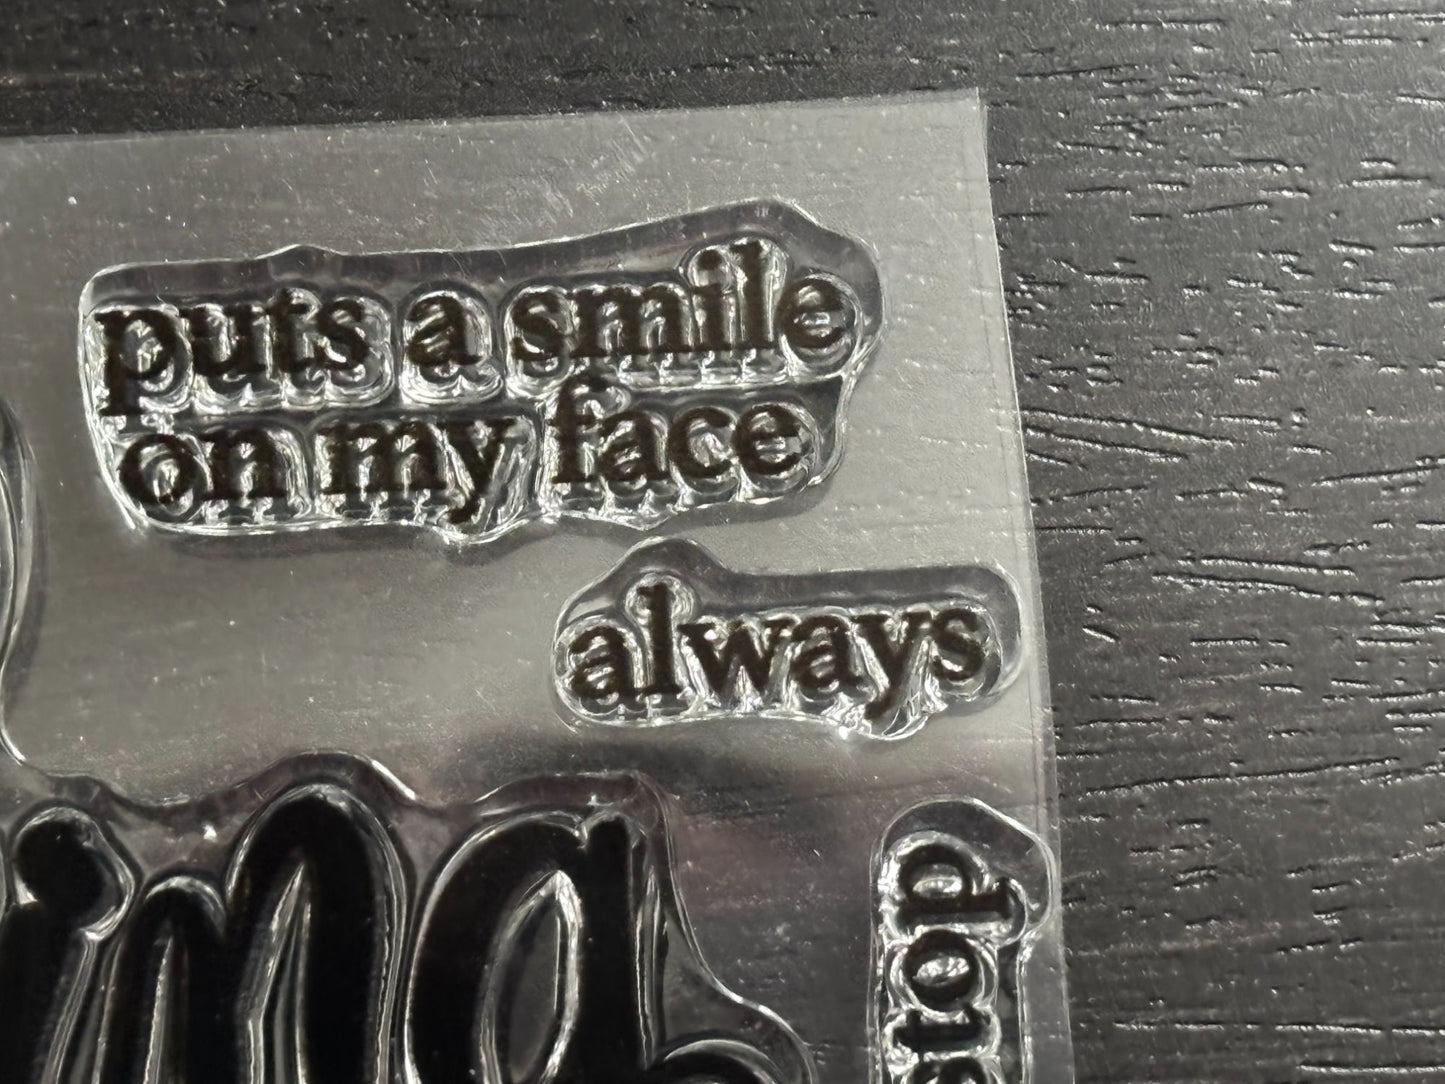 puts a smile
on my face
always
stop